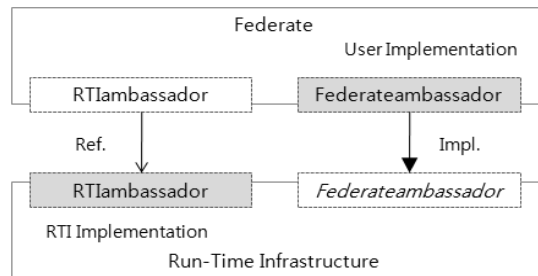 Federate
User Implementation
RTIambassador
Federateambassador
Ref.
Impl.
RTIambassador
Federateambassador
RTI Implementation
Run-Time Infrastructure